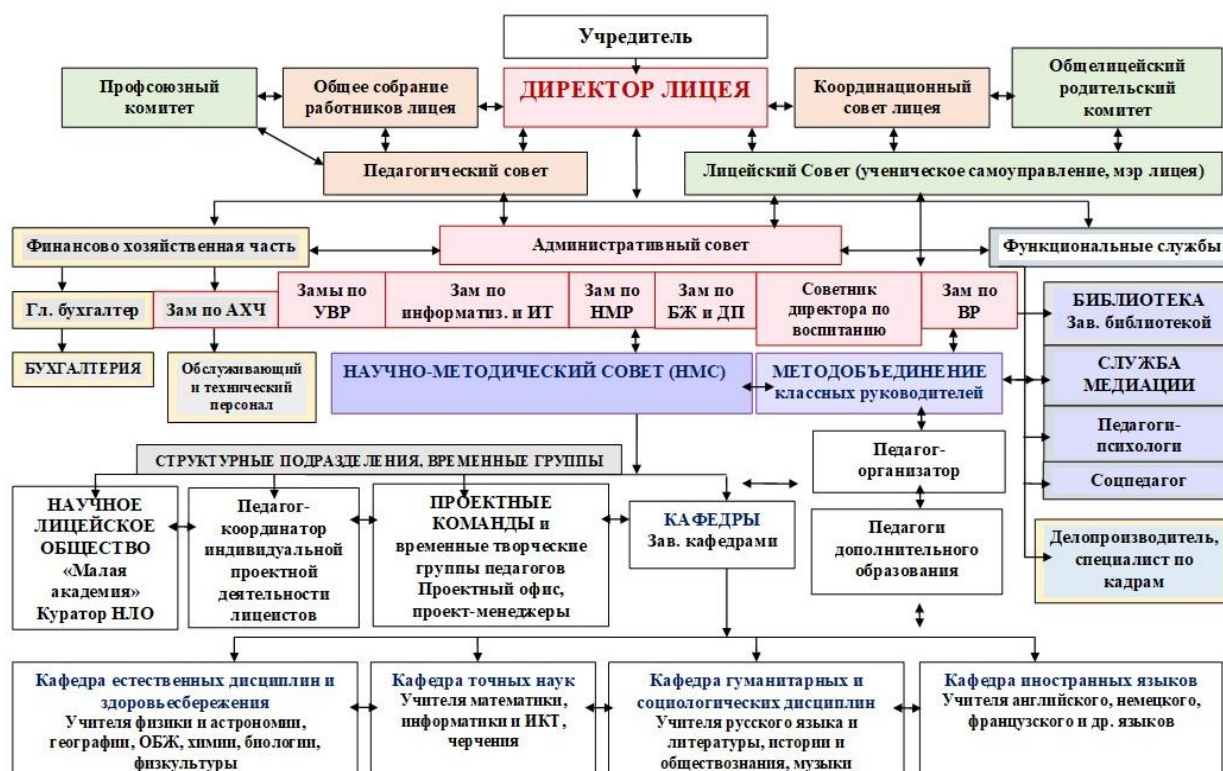 Учредитель
Профсоюзный
комитет
Общее собрание
работников лицея
ДИРЕКТОР ЛИЦЕЯ
Координационный
совет лицея
Общелицейский
родительский
комитет
Педагогический совет
Лицейский Совет (ученическое самоуправление, мэр лицея)
Финансово хозяйственная часть
Административный совет
Функциональные службы
Гл. бухгалтер
Зам по АХЧ
Замы по
УВР
Зам по
информатиз. и ИТ
Зам по
НМР
Зам по
БЖ и ДП
Советник
директора по
воспитанию
Зам по
ВР
БИБЛИОТЕКА
Зав. библиотекой
БУХГАЛТЕРИЯ
Обслуживающий
и технический
персонал
НАУЧНО-МЕТОДИЧЕСКИЙ СОВЕТ (НМС)
МЕТОДОБЪЕДИНЕНИЕ
классных руководителей
СЛУЖБА
МЕДИАЦИИ
Педагоги-
психологи
Соцпедагог
СТРУКТУРНЫЕ ПОДРАЗДЕЛЕНИЯ, ВРЕМЕННЫЕ ГРУППЫ
Педагог-
организатор
НАУЧНОЕ
ЛИЦЕЙСКОЕ
ОБЩЕСТВО
«Малая
академия»
Куратор НЛО
Педагог-
координатор
индивидуальной
проектной
деятельности
лицеистов
ПРОЕКТНЫЕ
КОМАНДЫ и
временные творческие
группы педагогов
Проектный офис,
проект-менеджеры
КАФЕДРЫ
Зав. кафедрами
Педагоги
дополнительного
образования
Делопроизводитель,
специалист по
кадрам
Кафедра естественных дисциплин и
здоровьесбережения
Учителя физики и астрономии,
географии, ОБЖ, химии, биологии,
физкультуры
Кафедра точных наук
Учителя математики,
информатики и ИКТ,
черчения
Кафедра гуманитарных и
социологических дисциплин
Учителя русского языка и
литературы, истории и
обществознания, музыки
Кафедра иностранных языков
Учителя английского, немецкого,
французского и др. языков